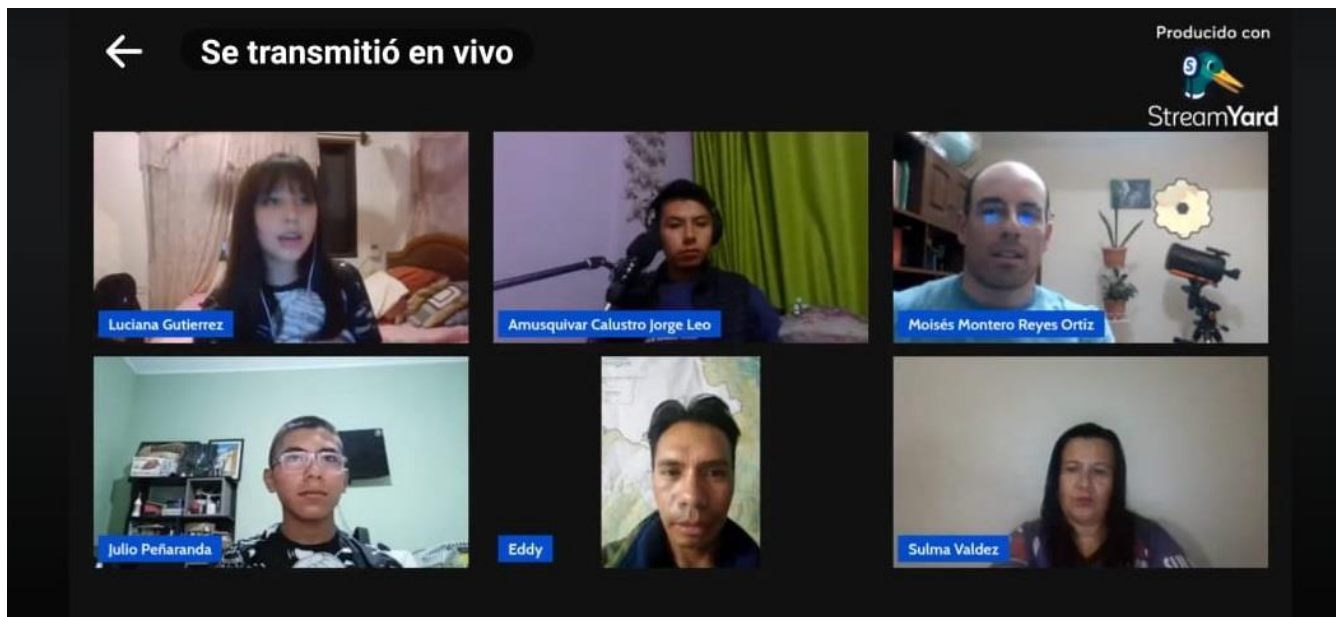 Se transmitió en vivo
Producido con
S
StreamYard
Luciana Gutierrez
Amusquivar Calustro Jorge Leo
Moisés Montero Reyes Ortiz
Julio Peñaranda
Eddy
Sulma Valdez